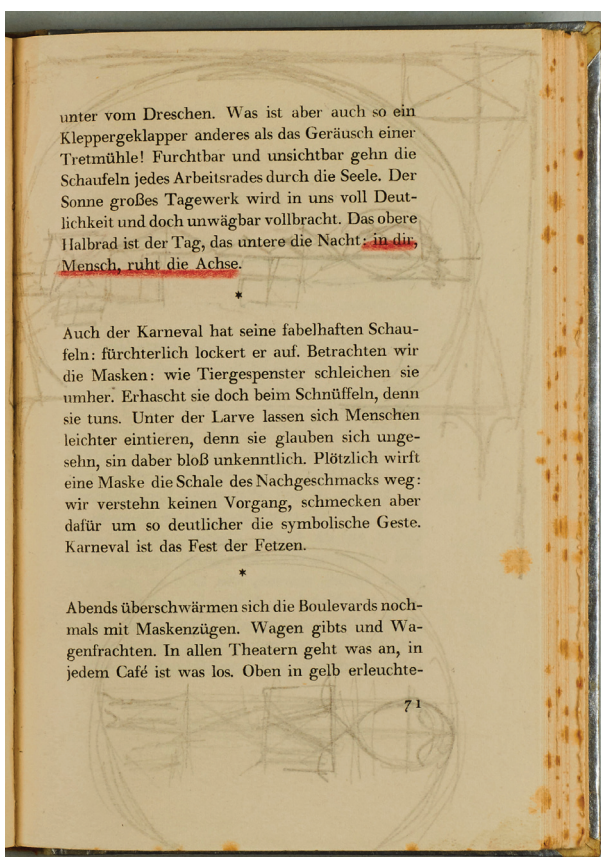 unter vom Dreschen. Was ist aber auch so ein
Kleppergeklapper anderes als das Geräusch einer
Tretmühle! Furchtbar und unsichtbar gehn die
Schaufeln jedes Arbeitsrades durch die Seele. Der
Sonne großes Tagewerk wird in uns voll Deut-
lichkeit und doch unwägbar vollbracht. Das obere
Halbrad ist der Tag, das untere die Nacht: in dir,
Mensch, ruht die Achse.
*
Auch der Karneval hat seine fabelhaften Schau-
feln: fürchterlich lockert er auf. Betrachten wir
die Masken: wie Tiergespenster schleichen sie
umher. Erhascht sie doch beim Schnüffeln, denn
sie tuns. Unter der Larve lassen sich Menschen
leichter eintieren, denn sie glauben sich unge-
sehn, sin daber bloß unkenntlich. Plötzlich wirft
eine Maske die Schale des Nachgeschmacks weg:
wir verstehn keinen Vorgang, schmecken aber
dafür um so deutlicher die symbolische Geste.
Karneval ist das Fest der Fetzen.
*
Abends überschwärmen sich die Boulevards noch-
mals mit Maskenzügen. Wagen gibts und Wa-
genfrachten. In allen Theatern geht was an, in
jedem Café ist was los. Oben in gelb erleuchte-
71